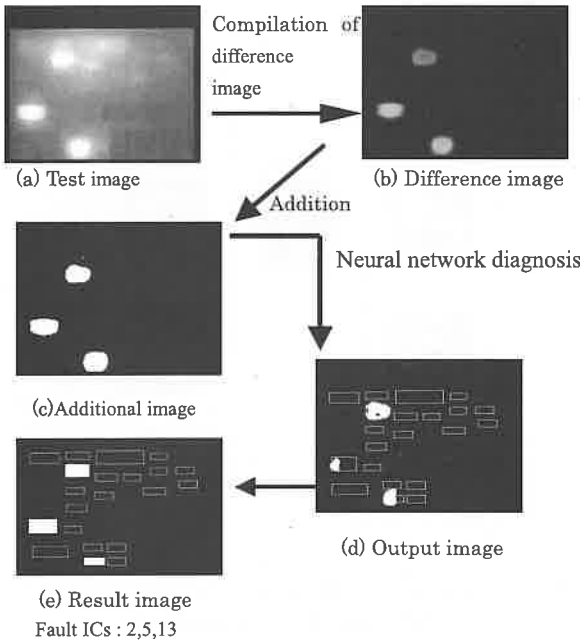 Compilation of
difference
image
(a) Test image
(b) Difference image
Addition
Neural network diagnosis
(c)Additional image
(d) Output image
(e) Result image
Fault ICs : 2,5,13